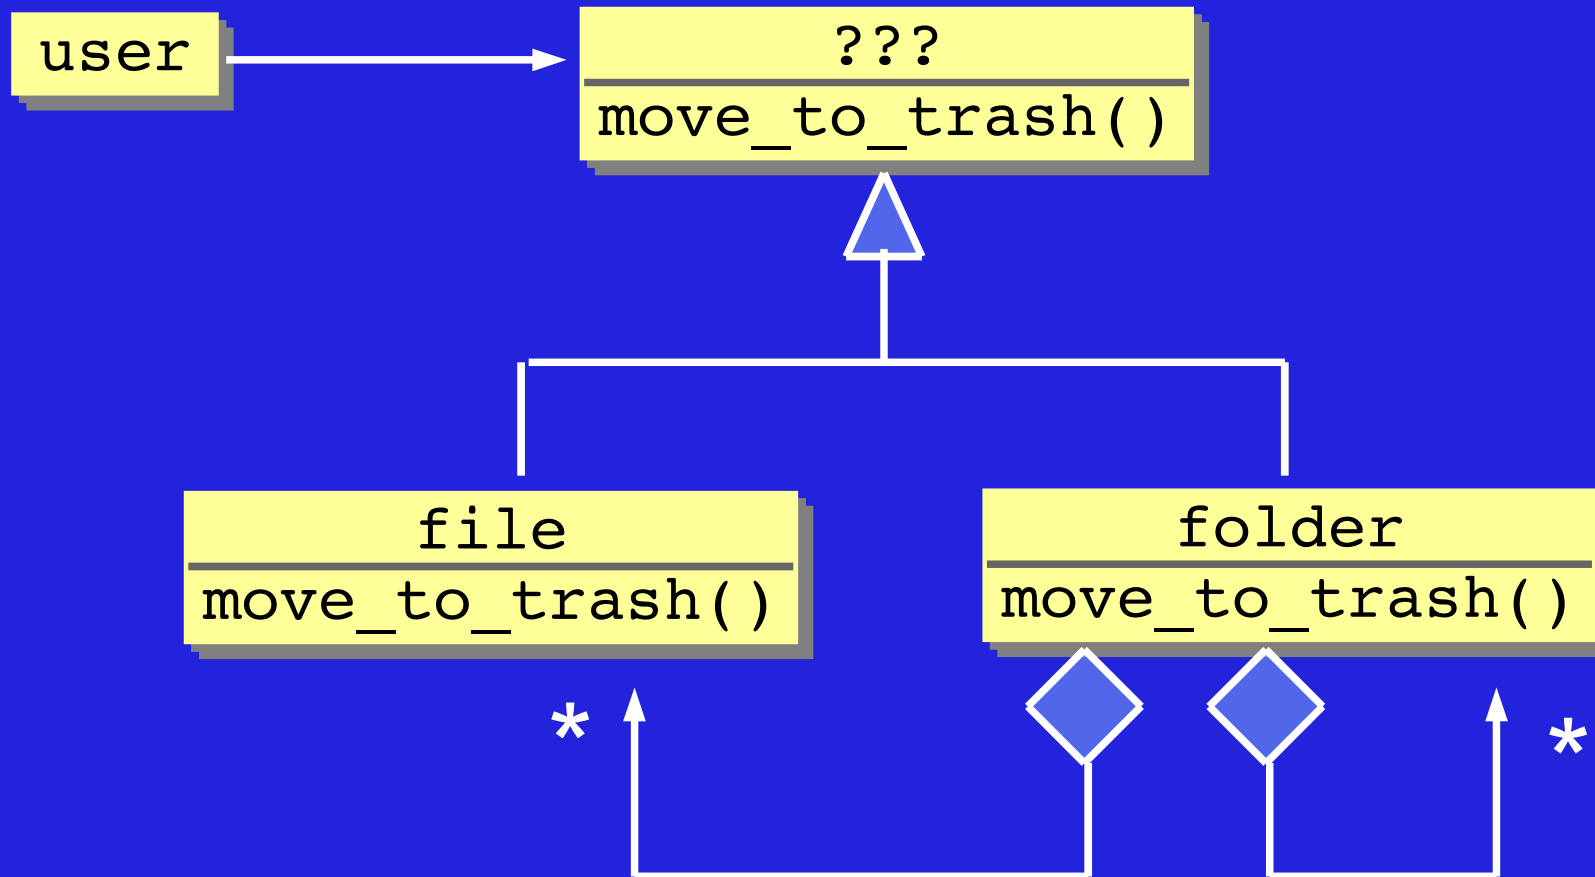 user
???
move_to_trash()
file
move_to_trash()
folder
move_to_trash()
*
*